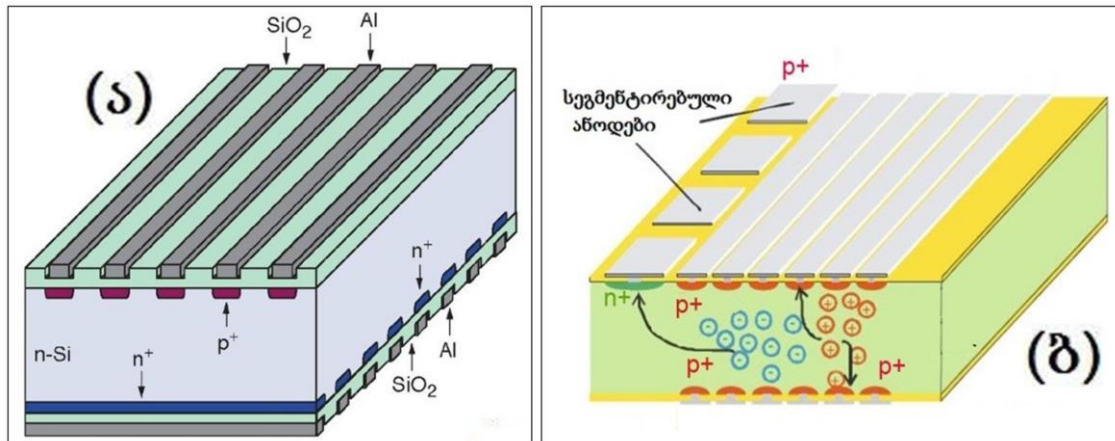 SiO₂
Al
(ა)
n⁺
p⁺
n-Si
n⁺
Al
SiO₂
p+
სეგმენტირებული
ანოდები
n+
p+
p+
p+
(ბ)